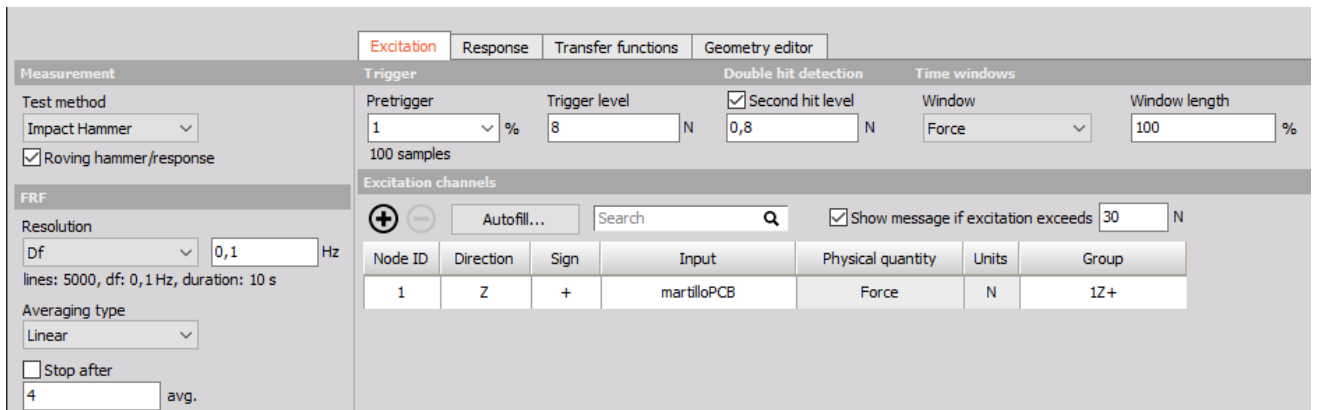 Excitation Response Transfer functions Geometry editor
Measurement
Test method
Impact Hammer
Roving hammer/response
FRF
Resolution
Df 0,1 Hz
lines: 5000, df: 0,1 Hz, duration: 10 s
Averaging type
Linear
Stop after
4 avg.
Trigger Double hit detection Time windows
Pretrigger Trigger level Second hit level Window Window length
1 % 8 N 0,8 N Force 100 %
100 samples
Excitation channels
Autofill... Search Show message if excitation exceeds 30 N
Node ID Direction Sign Input Physical quantity Units Group
1 Z + martilloPCB Force N 1Z+